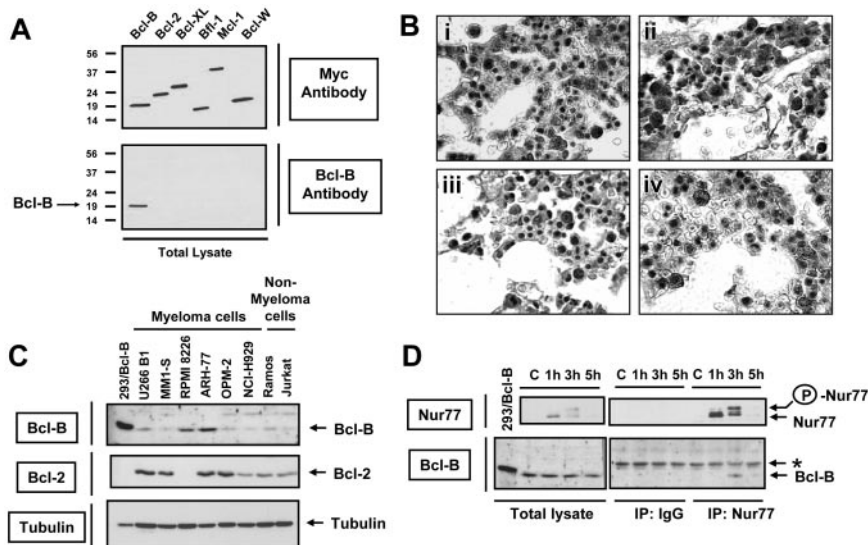 A
Bcl-B
Bcl-2
Bcl-XL
Bfl-1
Mcl-1
Bcl-W
56
37
24
19
14
Myc
Antibody
56
37
24
19
14
Bcl-B
Bcl-B
Antibody
Total Lysate
B
i
ii
iii
iv
C
Myeloma cells
Non-
Myeloma
cells
293/Bcl-B
U266 B1
MM1-S
RPMI 8226
ARH-77
OPM-2
NCI-H929
Ramos
Jurkat
Bcl-B
Bcl-B
Bcl-2
Bcl-2
Tubulin
Tubulin
D
293/Bcl-B
C 1h 3h 5h
C 1h 3h 5h
C 1h 3h 5h
Nur77
P -Nur77
Nur77
Bcl-B
*
Bcl-B
Total lysate
IP: IgG
IP: Nur77